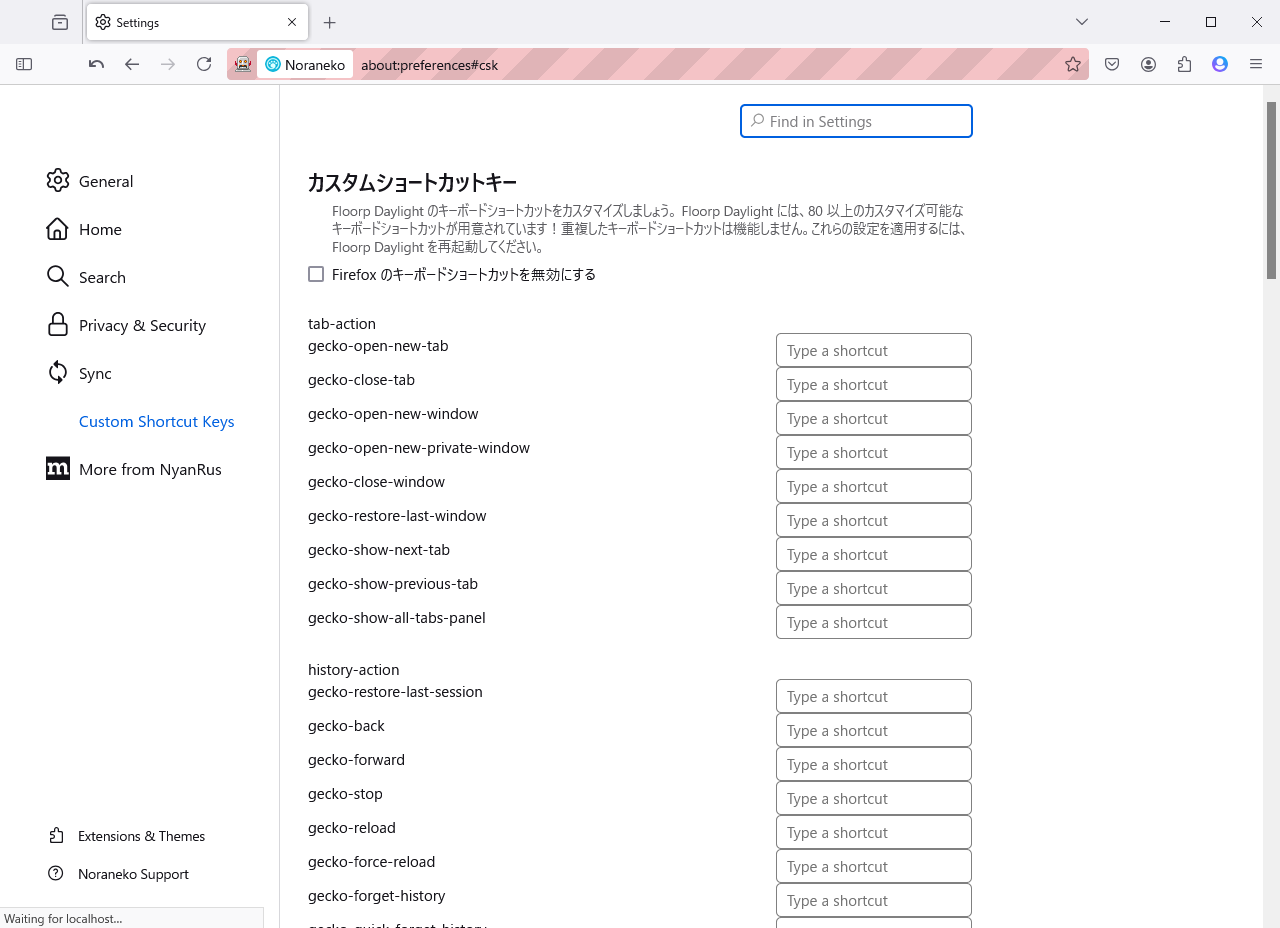 Settings
Noraneko
about:preferences#csk
Find in Settings
General
Home
Search
Privacy & Security
Sync
Custom Shortcut Keys
More from NyanRus
Extensions & Themes
Noraneko Support
カスタムショートカットキー
Floorp Daylight のキーボードショートカットをカスタマイズしましょう。Floorp Daylight には、80 以上のカスタマイズ可能な
キーボードショートカットが用意されています！重複したキーボードショートカットは機能しません。これらの設定を適用するには、
Floorp Daylight を再起動してください。
Firefox のキーボードショートカットを無効にする
tab-action
gecko-open-new-tab Type a shortcut
gecko-close-tab Type a shortcut
gecko-open-new-window Type a shortcut
gecko-open-new-private-window Type a shortcut
gecko-close-window Type a shortcut
gecko-restore-last-window Type a shortcut
gecko-show-next-tab Type a shortcut
gecko-show-previous-tab Type a shortcut
gecko-show-all-tabs-panel Type a shortcut
history-action
gecko-restore-last-session Type a shortcut
gecko-back Type a shortcut
gecko-forward Type a shortcut
gecko-stop Type a shortcut
gecko-reload Type a shortcut
gecko-force-reload Type a shortcut
gecko-forget-history Type a shortcut
gecko-quick-forget-history
Waiting for localhost...